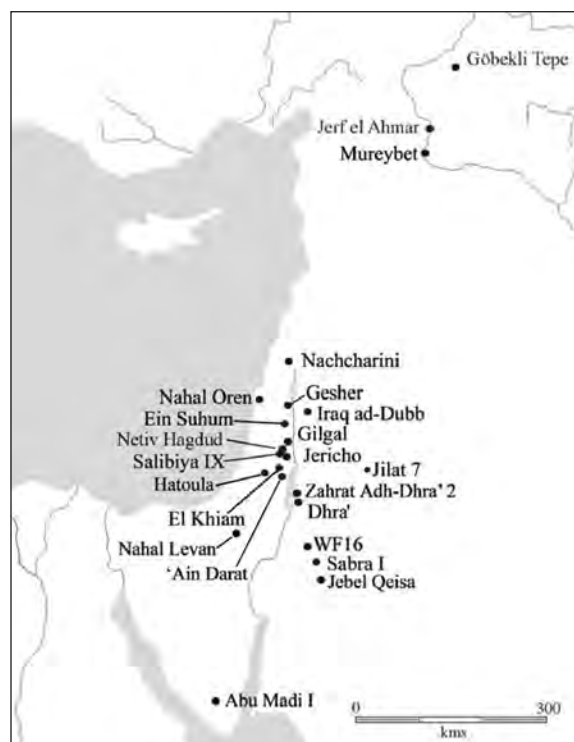 Göbekli Tepe
Jerf el Ahmar
Mureybet
Nachcharini
Nahal Oren
Gesher
Iraq ad-Dubb
Ein Suhum
Gilgal
Netiv Hagdud
Jericho
Salibiya IX
Jilat 7
Hatoula
Zahrat Adh-Dhra' 2
Dhra'
El Khiam
WF16
Nahal Levan
Sabra I
'Ain Darat
Jebel Qeisa
Abu Madi I
0 300
kms